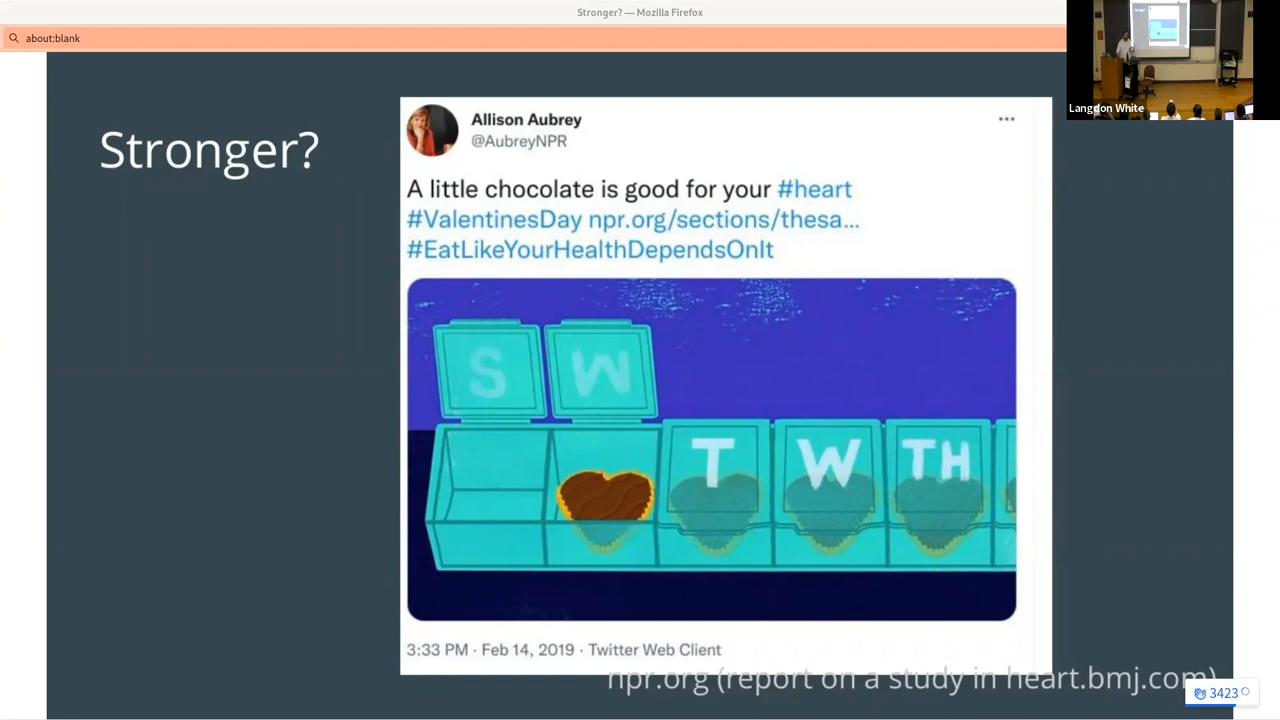 Stronger? — Mozilla Firefox
about:blank
Langdon White
Stronger?
Allison Aubrey
@AubreyNPR
A little chocolate is good for your #heart
#ValentinesDay npr.org/sections/thesa...
#EatLikeYourHealthDependsOnIt
S M
T W TH
3:33 PM · Feb 14, 2019 · Twitter Web Client
npr.org (report on a study in heart.bmj.com)
3423